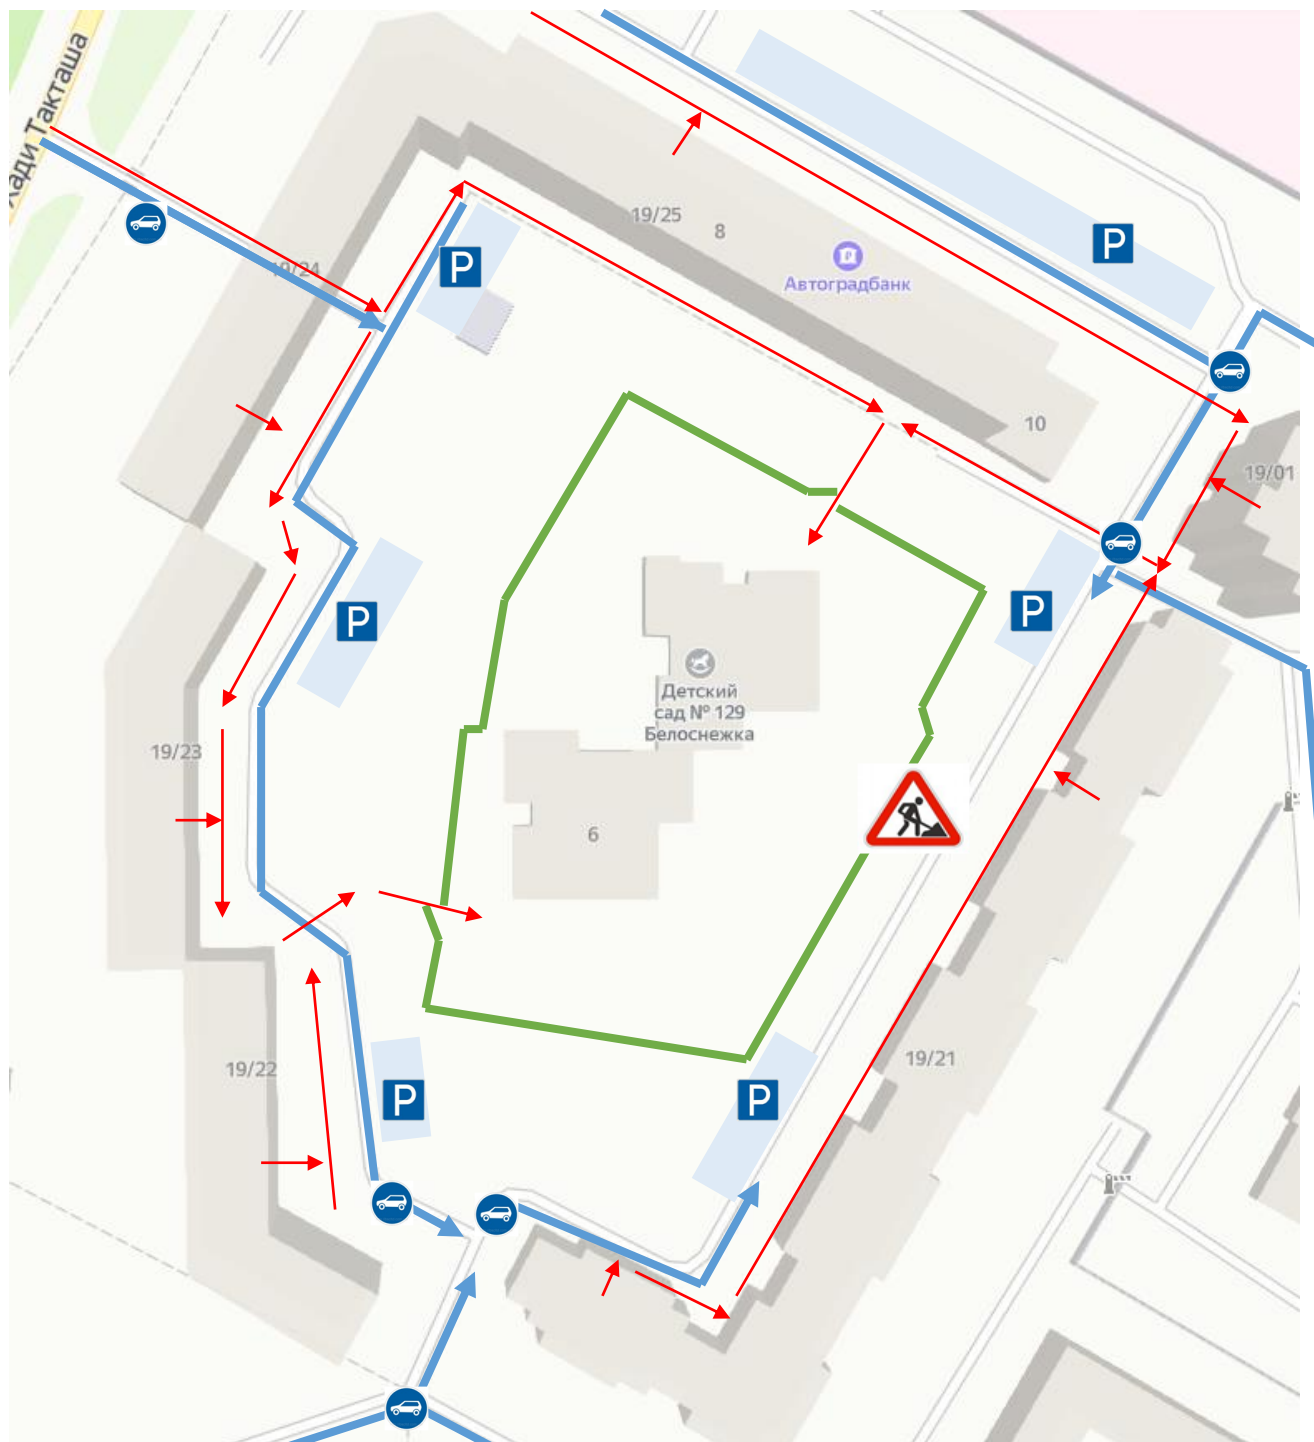 Хади Такташа
19/24
P
19/25
8
Автоградбанк
P
10
19/01
P
P
Детский
сад № 129
Белоснежка
19/23
6
19/22
19/21
P
P